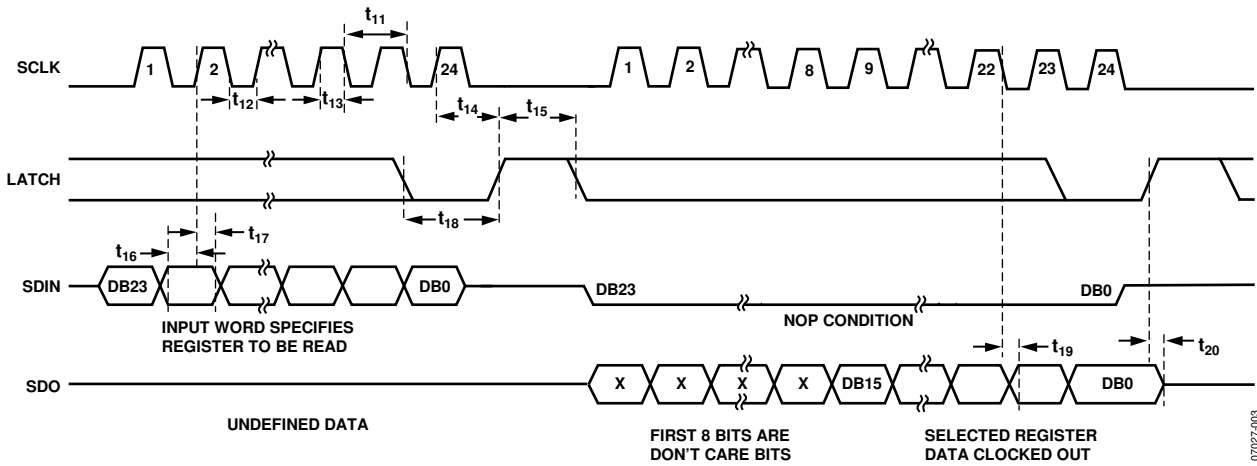 t11
SCLK
1
2
24
1
2
8
9
22
23
24
t12
t13
t14
t15
LATCH
t18
t16
t17
SDIN
DB23
DB0
DB23
DB0
NOP CONDITION
INPUT WORD SPECIFIES
REGISTER TO BE READ
t19
t20
SDO
X
X
X
X
DB15
DB0
UNDEFINED DATA
FIRST 8 BITS ARE
DON'T CARE BITS
SELECTED REGISTER
DATA CLOCKED OUT
07027-003